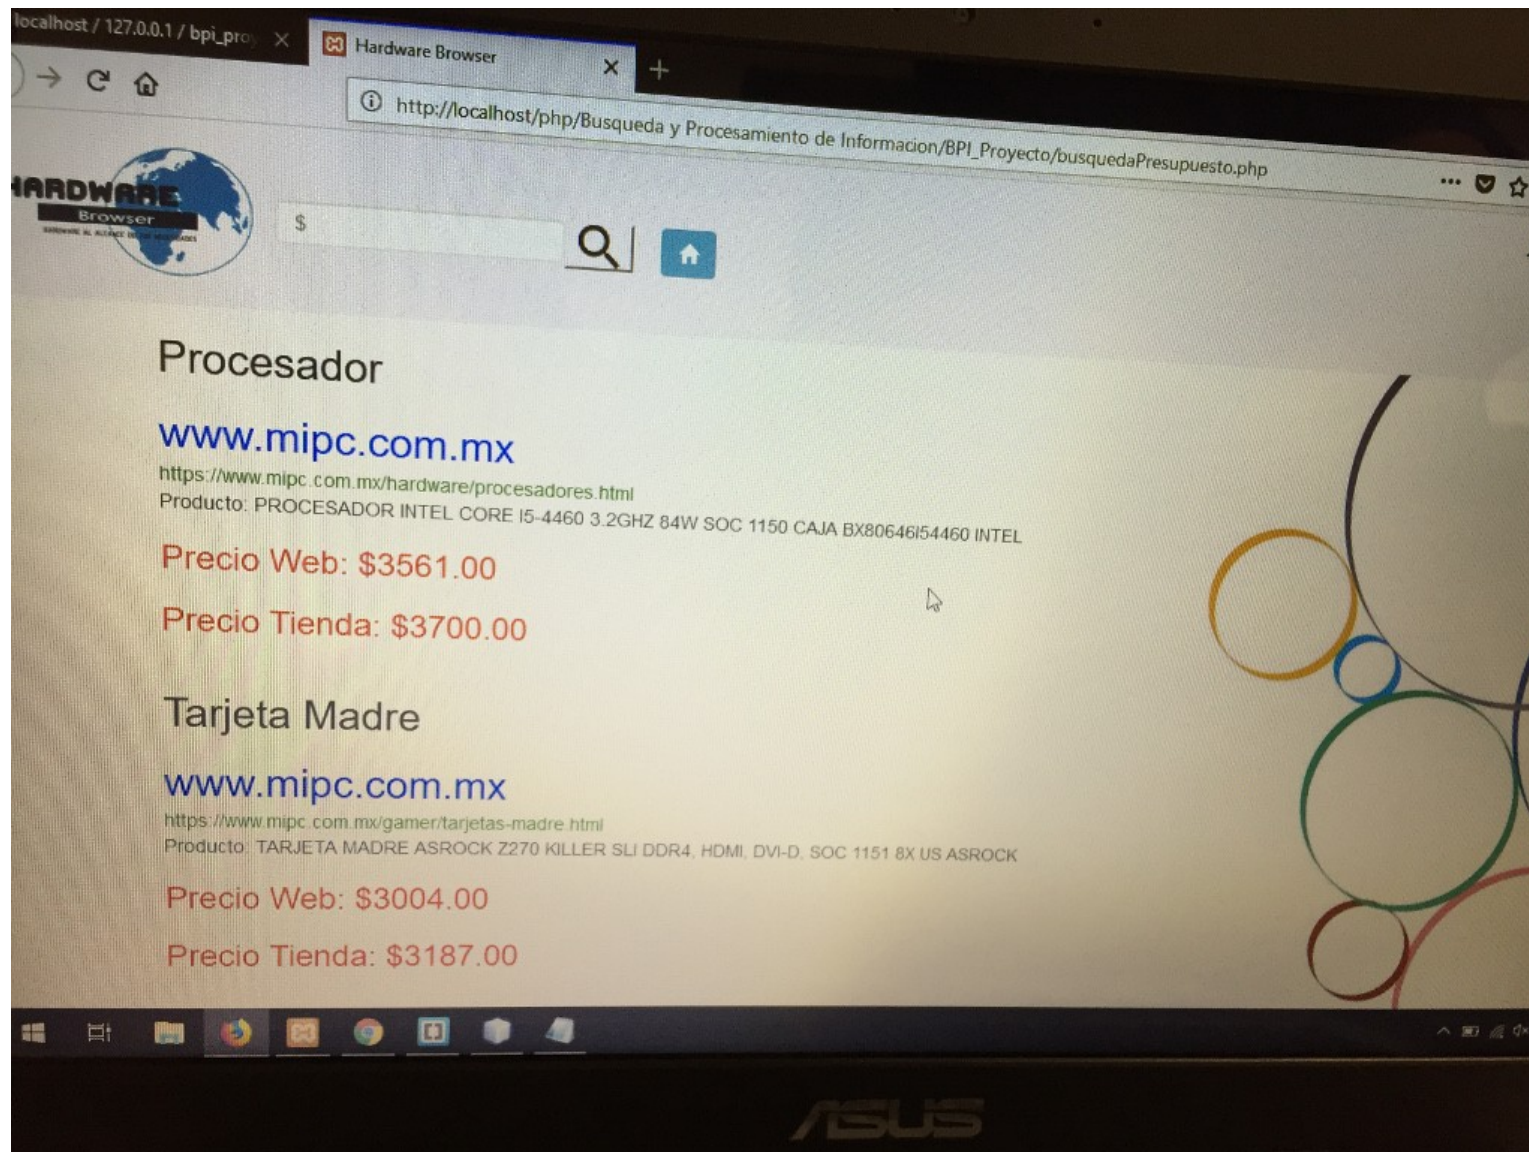 localhost / 127.0.0.1 / bpi_pro
Hardware Browser
http://localhost/php/Busqueda y Procesamiento de Informacion/BPI_Proyecto/busquedaPresupuesto.php
HARDWARE
Browser
$
Procesador
www.mipc.com.mx
https://www.mipc.com.mx/hardware/procesadores.html
Producto: PROCESADOR INTEL CORE I5-4460 3.2GHZ 84W SOC 1150 CAJA BX80646I54460 INTEL
Precio Web: $3561.00
Precio Tienda: $3700.00
Tarjeta Madre
www.mipc.com.mx
https://www.mipc.com.mx/gamer/tarjetas-madre.html
Producto: TARJETA MADRE ASROCK Z270 KILLER SLI DDR4, HDMI, DVI-D, SOC 1151 8X US ASROCK
Precio Web: $3004.00
Precio Tienda: $3187.00
ASUS